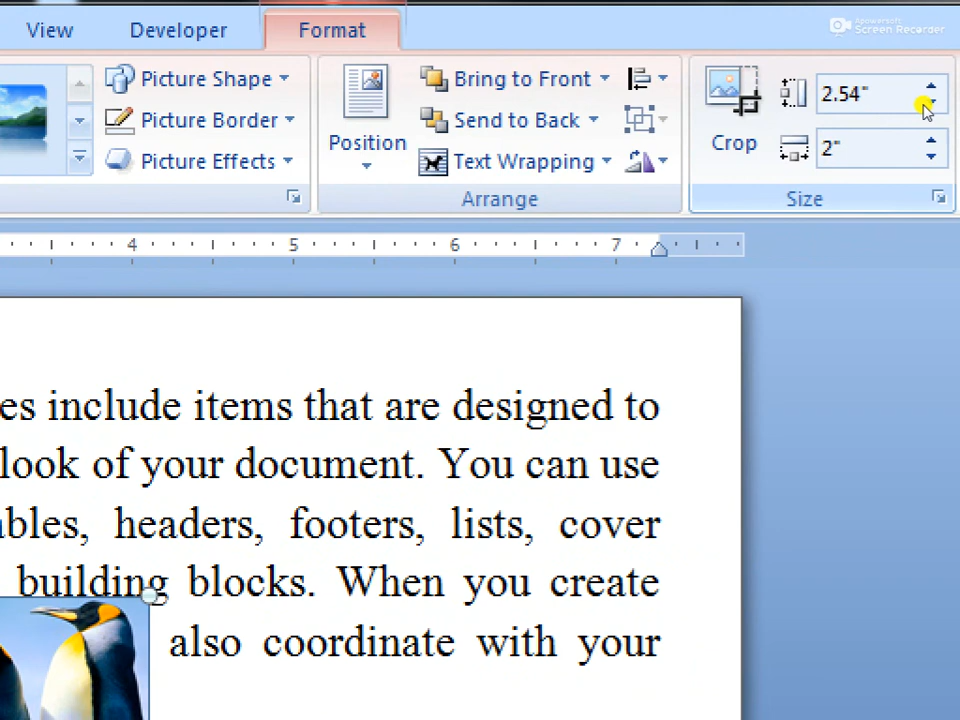 View Developer Format
Apowersoft
Screen Recorder
Picture Shape Bring to Front 2.54"
Picture Border Send to Back
Position Crop
Picture Effects Text Wrapping 2"
Arrange Size
4 5 6 7
es include items that are designed to
look of your document. You can use
ables, headers, footers, lists, cover
building blocks. When you create
also coordinate with your